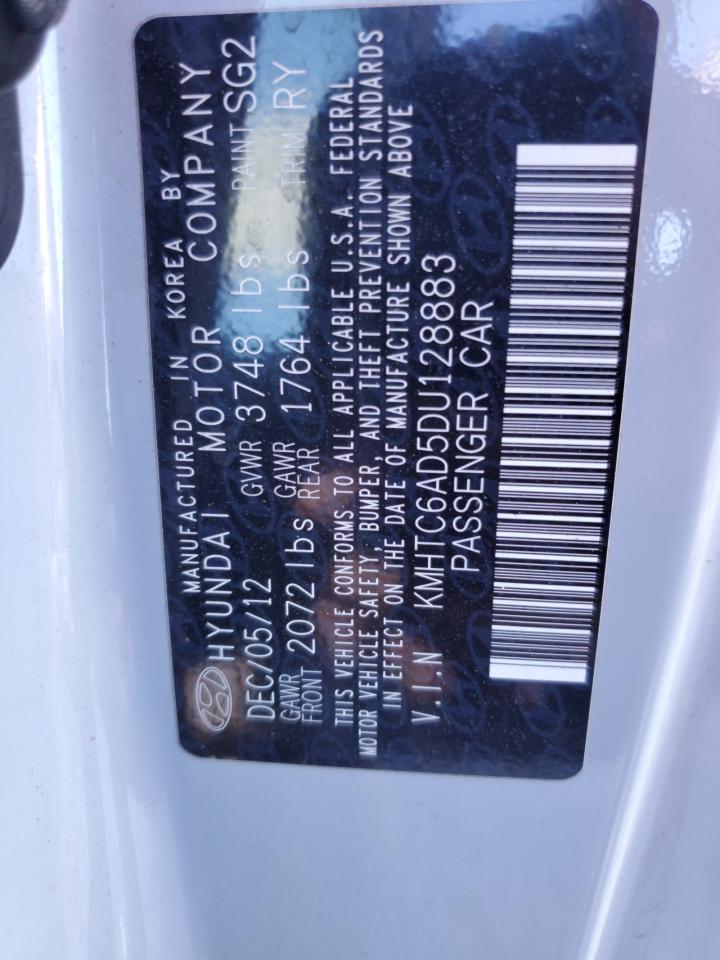 MANUFACTURED IN KOREA BY
HYUNDAI MOTOR COMPANY
DEC/05/12 GVWR 3748 lbs PAINT SG2
GAWR FRONT 2072 lbs GAWR REAR 1764 lbs TRIM RY
THIS VEHICLE CONFORMS TO ALL APPLICABLE U.S.A. FEDERAL
MOTOR VEHICLE SAFETY, BUMPER, AND THEFT PREVENTION STANDARDS
IN EFFECT ON THE DATE OF MANUFACTURE SHOWN ABOVE
V.I.N KMHTC6AD5DU128883
PASSENGER CAR